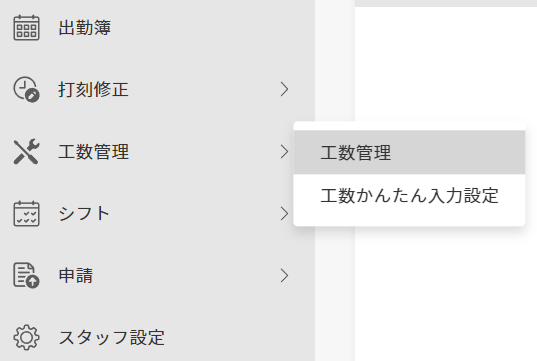 出勤簿
打刻修正
工数管理
工数管理
工数かんたん入力設定
シフト
申請
スタッフ設定